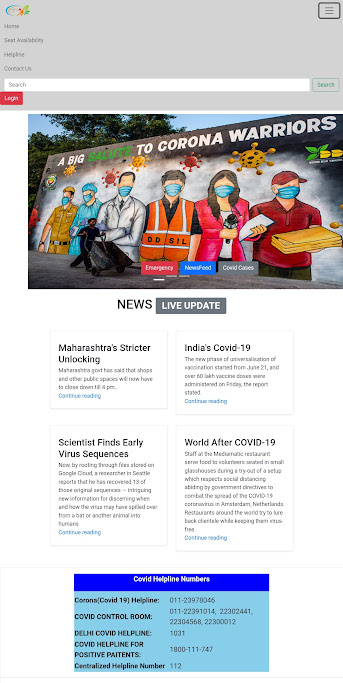 Home
Seat Availability
Helpline
Contact Us
Search
Search
Login
A BIG SALUTE TO CORONA WARRIORS
DDD SIL
Emergency
NewsFeed
Covid Cases
NEWS LIVE UPDATE
Maharashtra's Stricter
Unlocking
Maharashtra govt has said that shops
and other public spaces will now have
to close down till 4 pm..
Continue reading
India's Covid-19
The new phase of universalisation of
vaccination started from June 21, and
over 60 lakh vaccine doses were
administered on Friday, the report
stated.
Continue reading
Scientist Finds Early
Virus Sequences
Now, by rooting through files stored on
Google Cloud, a researcher in Seattle
reports that he has recovered 13 of
those original sequences — intriguing
new information for discerning when
and how the virus may have spilled over
from a bat or another animal into
humans
Continue reading
World After COVID-19
Staff at the Mediamatic restaurant
serve food to volunteers seated in small
glasshouses during a try-out of a setup
which respects social distancing
abiding by government directives to
combat the spread of the COVID-19
coronavirus in Amsterdam, Netherlands.
Restaurants around the world try to lure
back clientele while keeping them virus-
free.
Continue reading
Covid Helpline Numbers
Corona(Covid 19) Helpline: 011-23978046
COVID CONTROL ROOM: 011-22391014, 22302441,
22304568, 22300012
DELHI COVID HELPLINE: 1031
COVID HELPLINE FOR
POSITIVE PAITENTS: 1800-111-747
Centralized Helpline Number 112